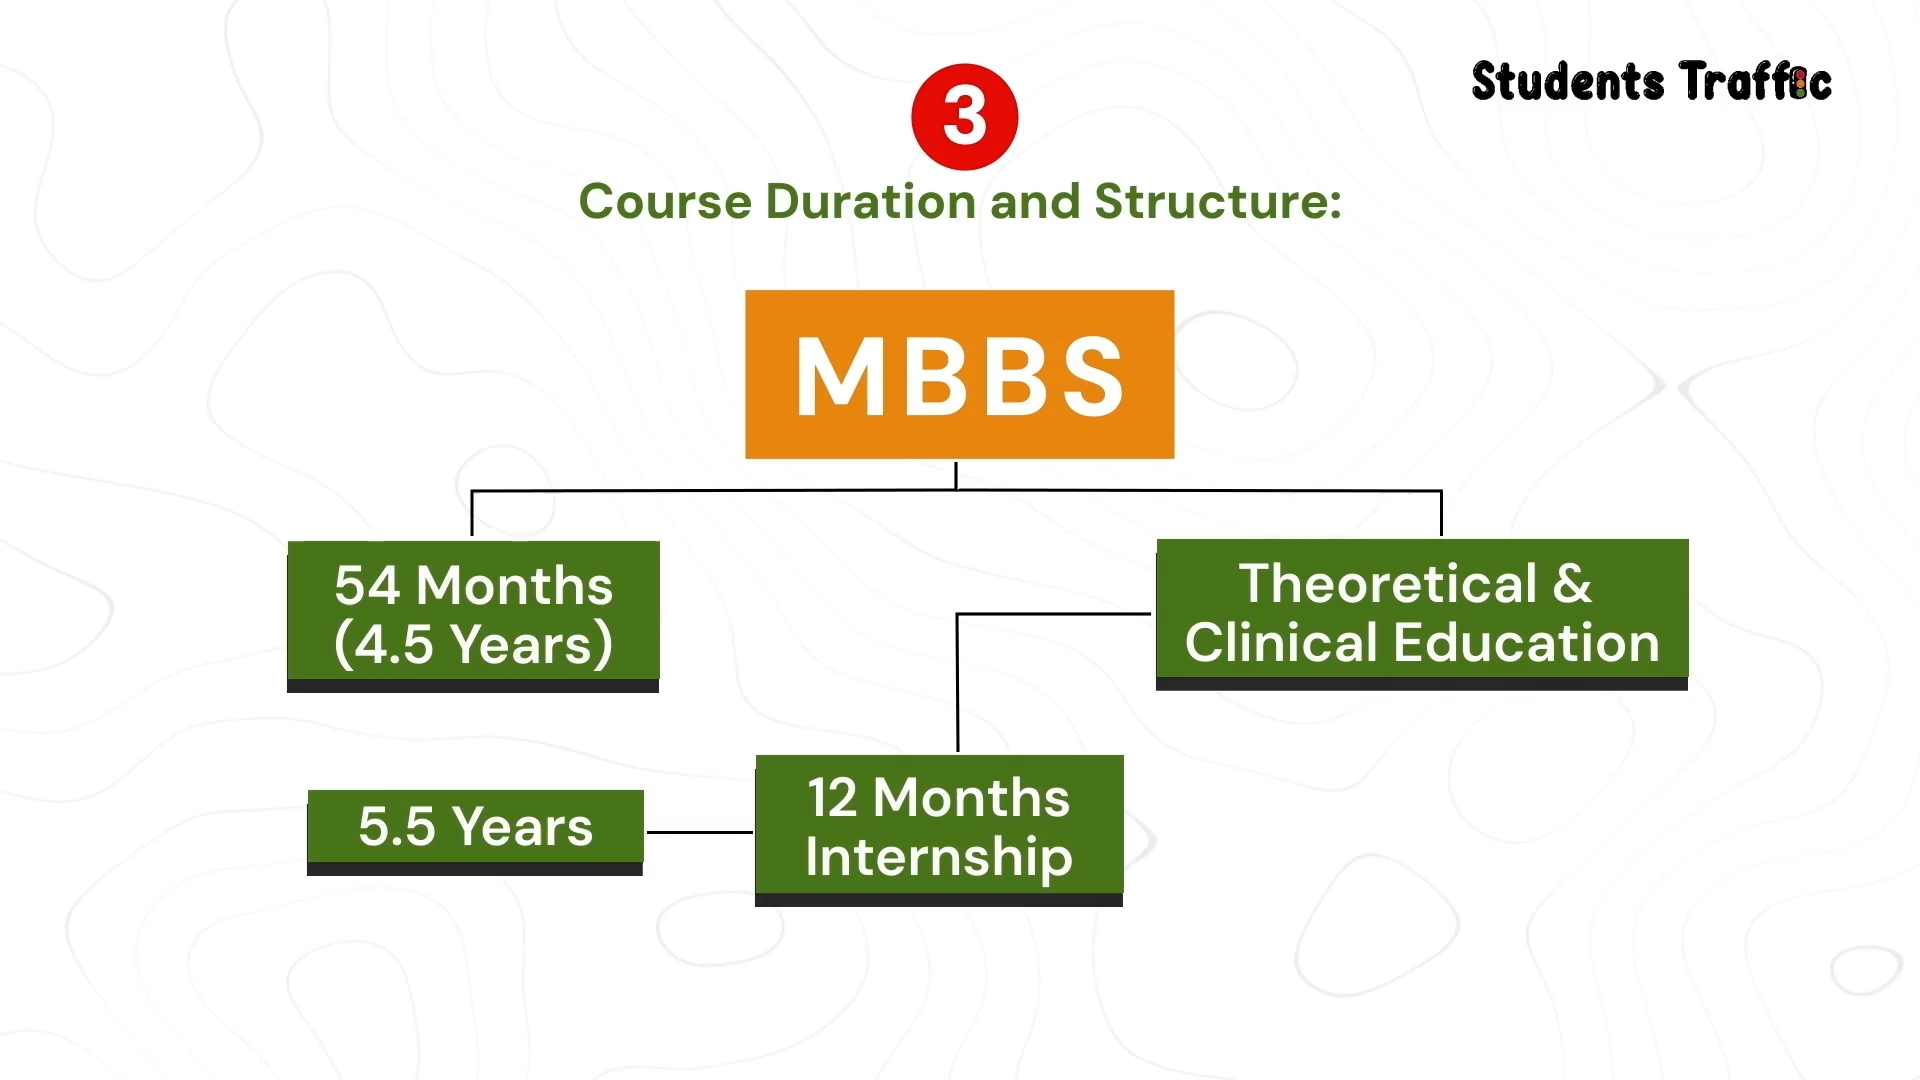 Students Traffic
3
Course Duration and Structure:
MBBS
54 Months
(4.5 Years)
Theoretical &
Clinical Education
12 Months
Internship
5.5 Years